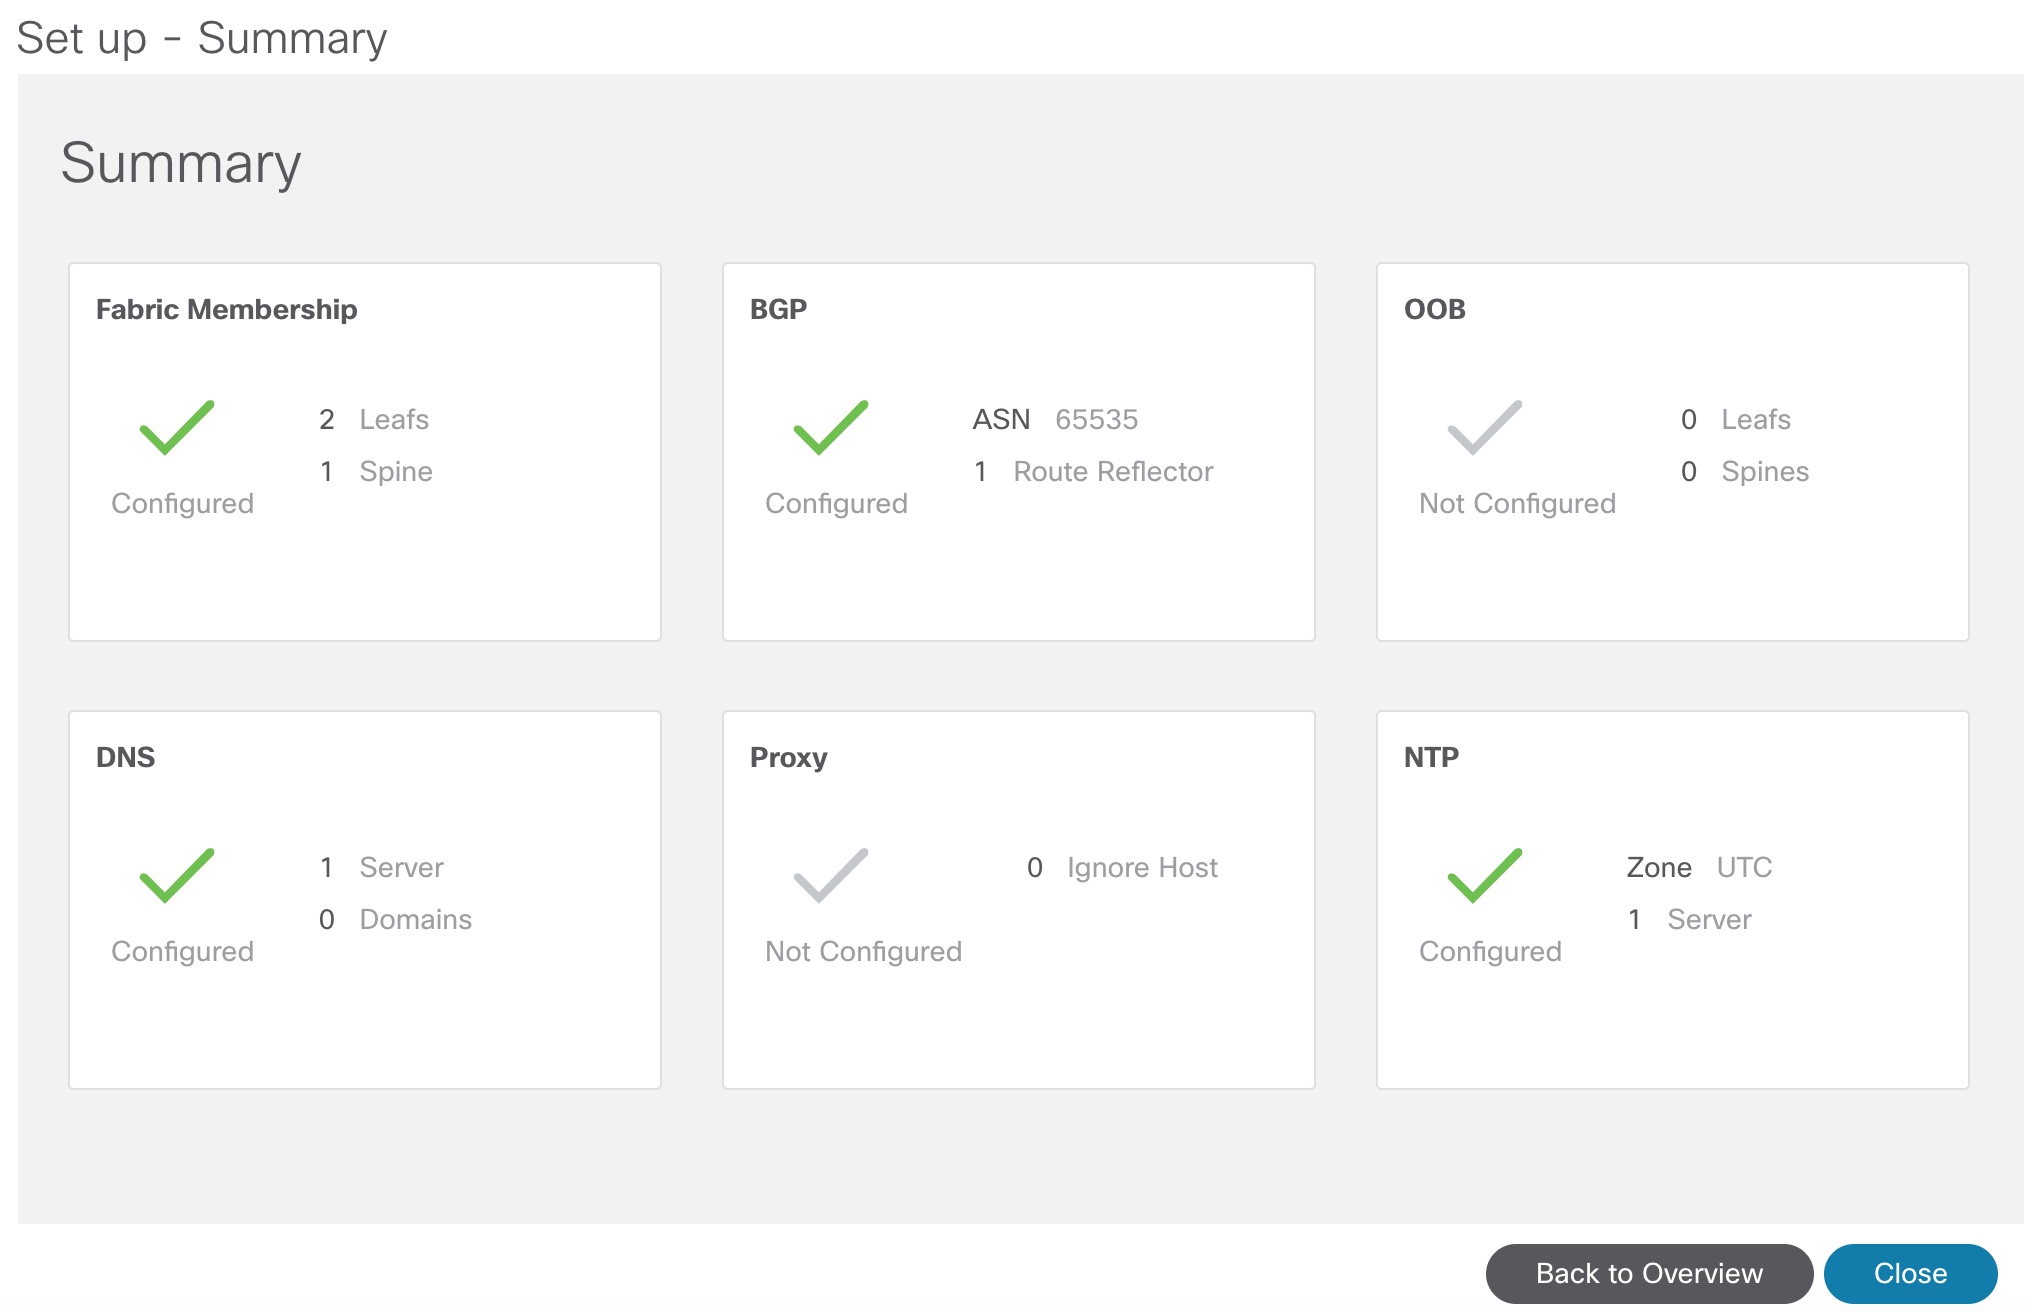 Set up - Summary
Summary
Fabric Membership
2 Leafs
1 Spine
Configured
BGP
ASN 65535
1 Route Reflector
Configured
OOB
0 Leafs
0 Spines
Not Configured
DNS
1 Server
0 Domains
Configured
Proxy
0 Ignore Host
Not Configured
NTP
Zone UTC
1 Server
Configured
Back to Overview
Close